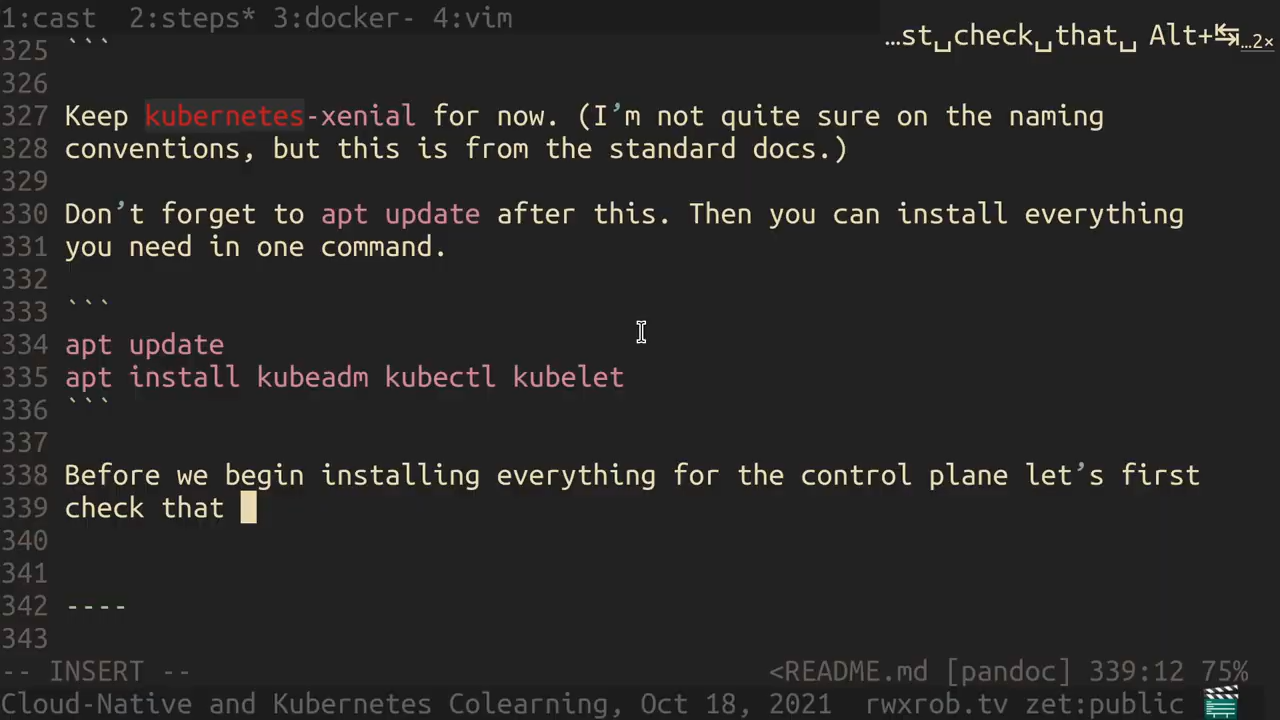 1:cast  2:steps* 3:docker- 4:vim
…st␣check␣that␣ Alt+↹…2×
325 ```
326
327 Keep kubernetes-xenial for now. (I’m not quite sure on the naming
328 conventions, but this is from the standard docs.)
329
330 Don’t forget to apt update after this. Then you can install everything
331 you need in one command.
332
333 ```
334 apt update
335 apt install kubeadm kubectl kubelet
336 ```
337
338 Before we begin installing everything for the control plane let’s first
339 check that
340
341
342 ----
343
-- INSERT -- <README.md [pandoc] 339:12 75%
Cloud-Native and Kubernetes Colearning, Oct 18, 2021 rwxrob.tv zet:public 🎬